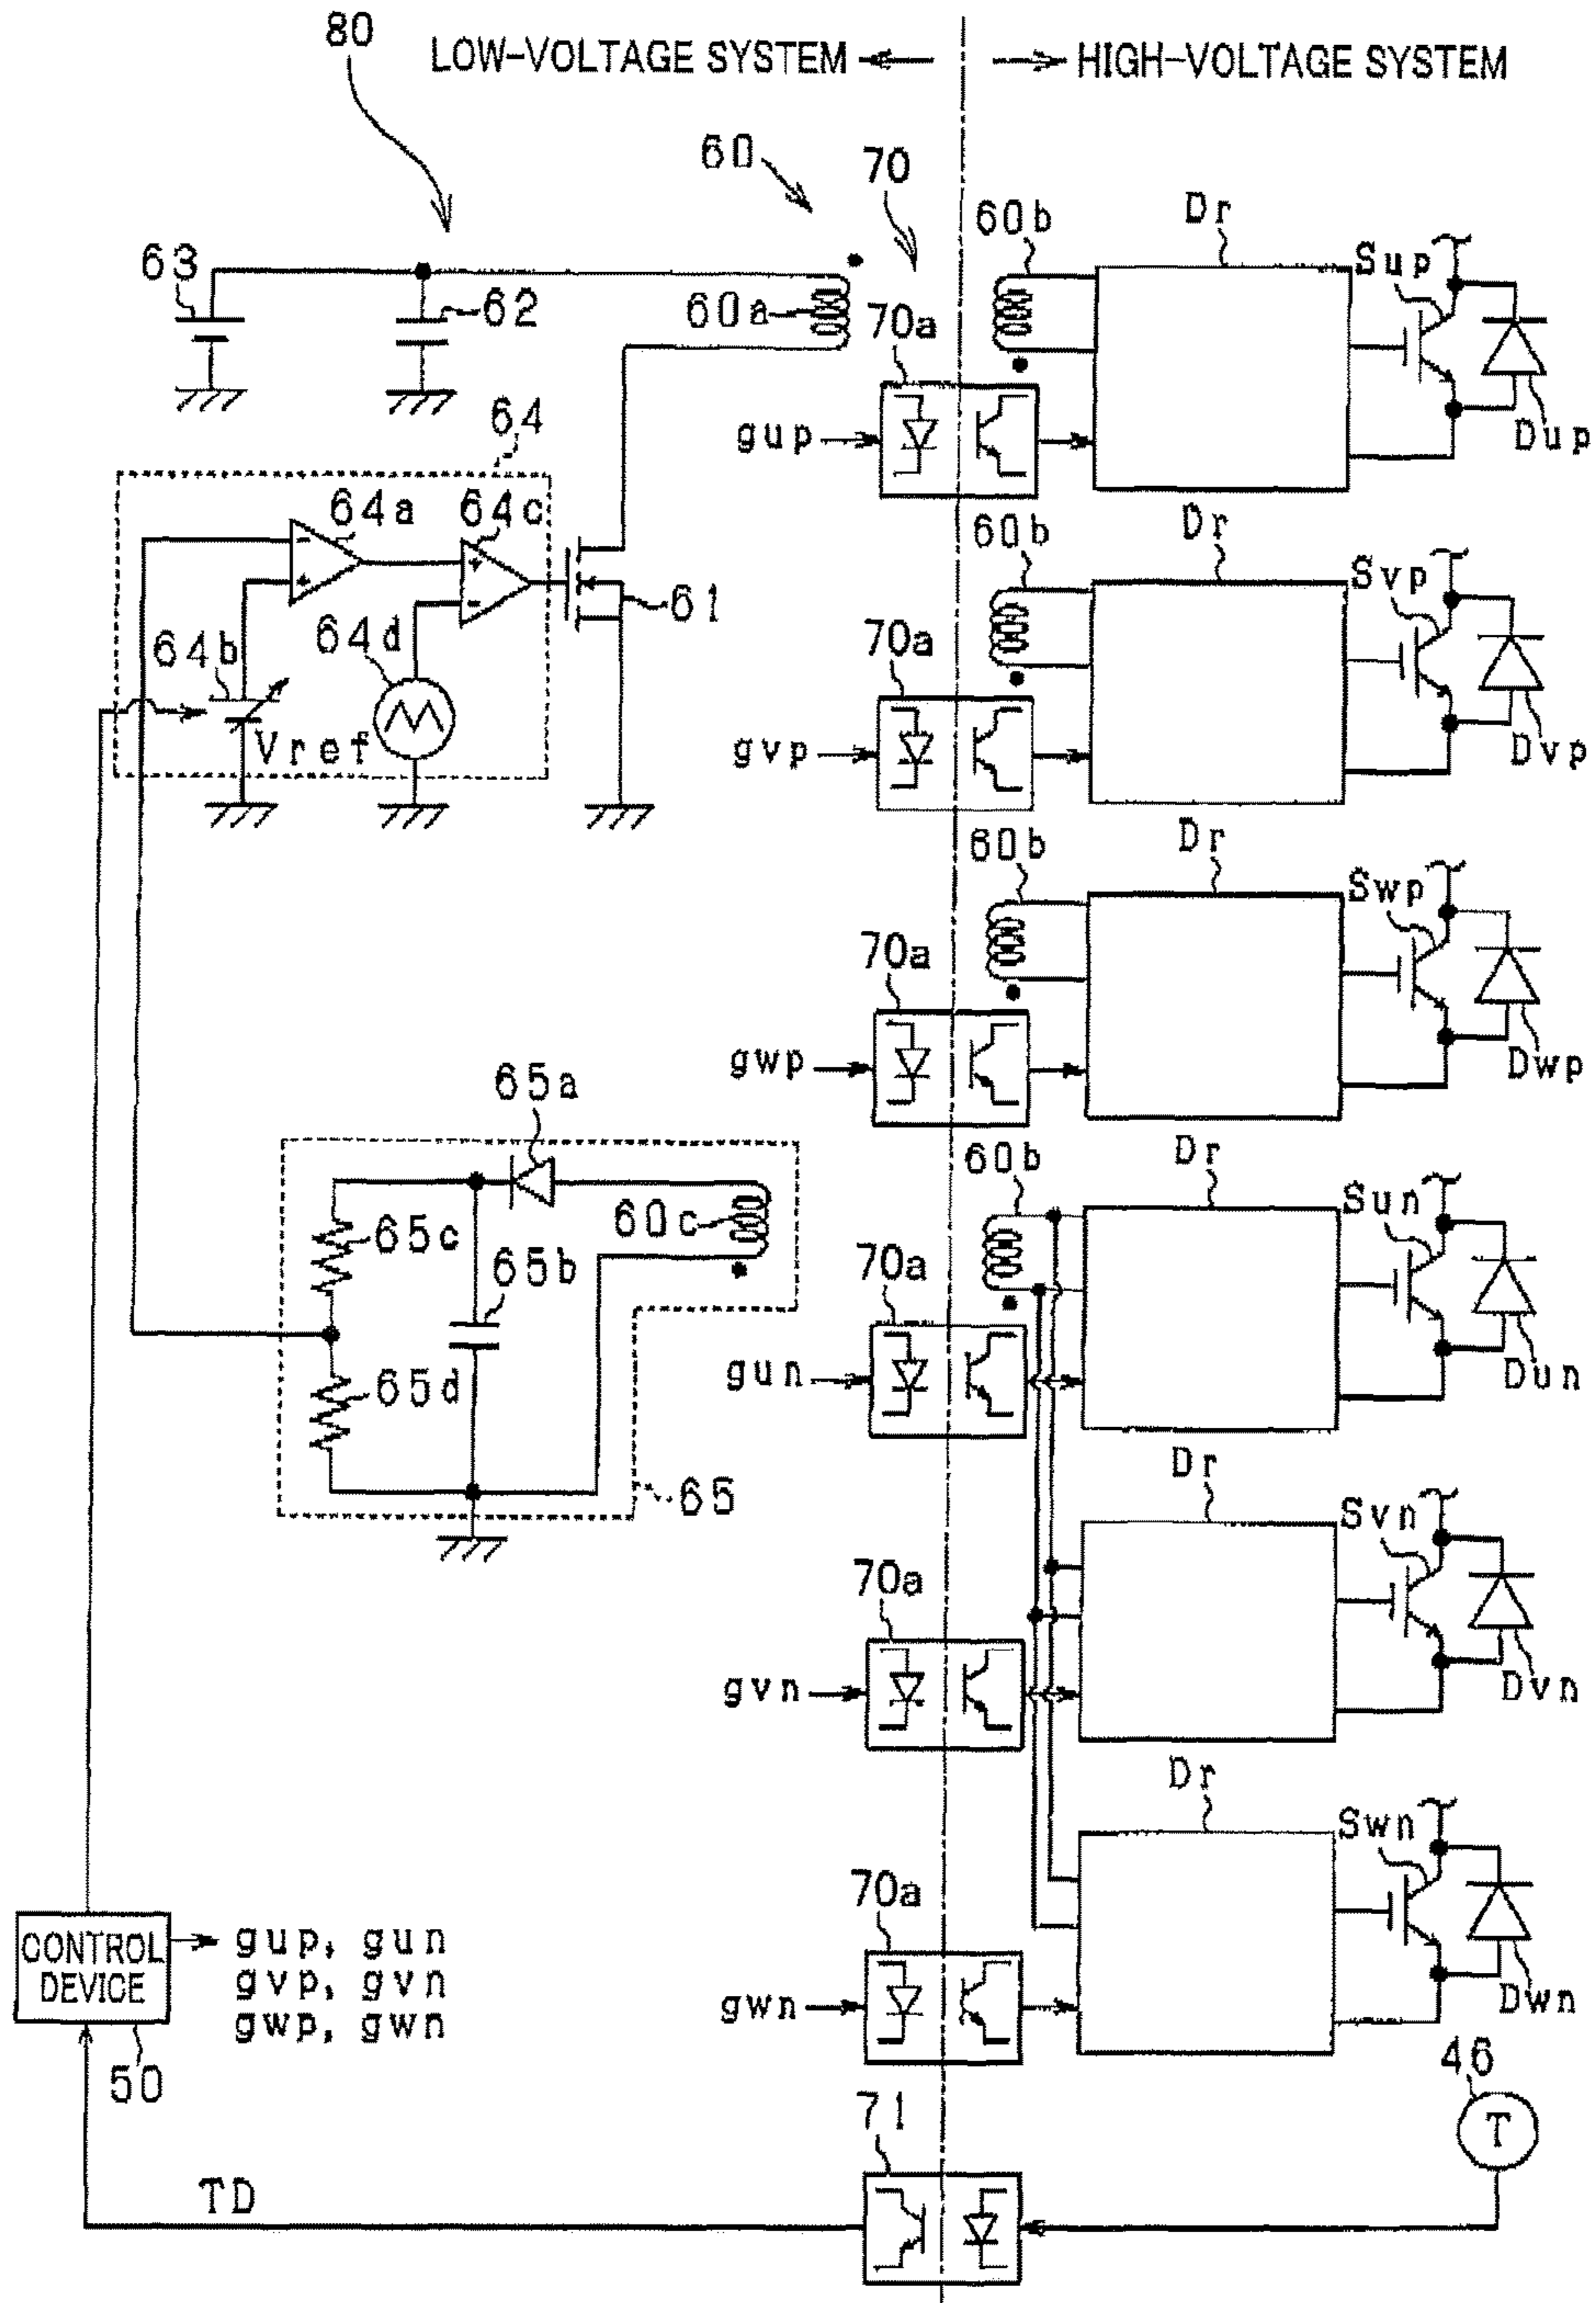 80
LOW-VOLTAGE SYSTEM
HIGH-VOLTAGE SYSTEM
60
70
60b
Dr
Sup
63
62
60a
70a
Dup
gup
64
64a
64c
60b
Dr
Svp
61
64b
64d
70a
Vref
gvp
Dvp
60b
Dr
Swp
70a
gwp
Dwp
65a
60b
Dr
Sun
65c
60c
65b
70a
65d
gun
Dun
65
Dr
Svn
70a
gvn
Dvn
Dr
Swn
70a
CONTROL
DEVICE
gup, gun
gvp, gvn
gwp, gwn
gwn
Dwn
50
46
71
T
TD